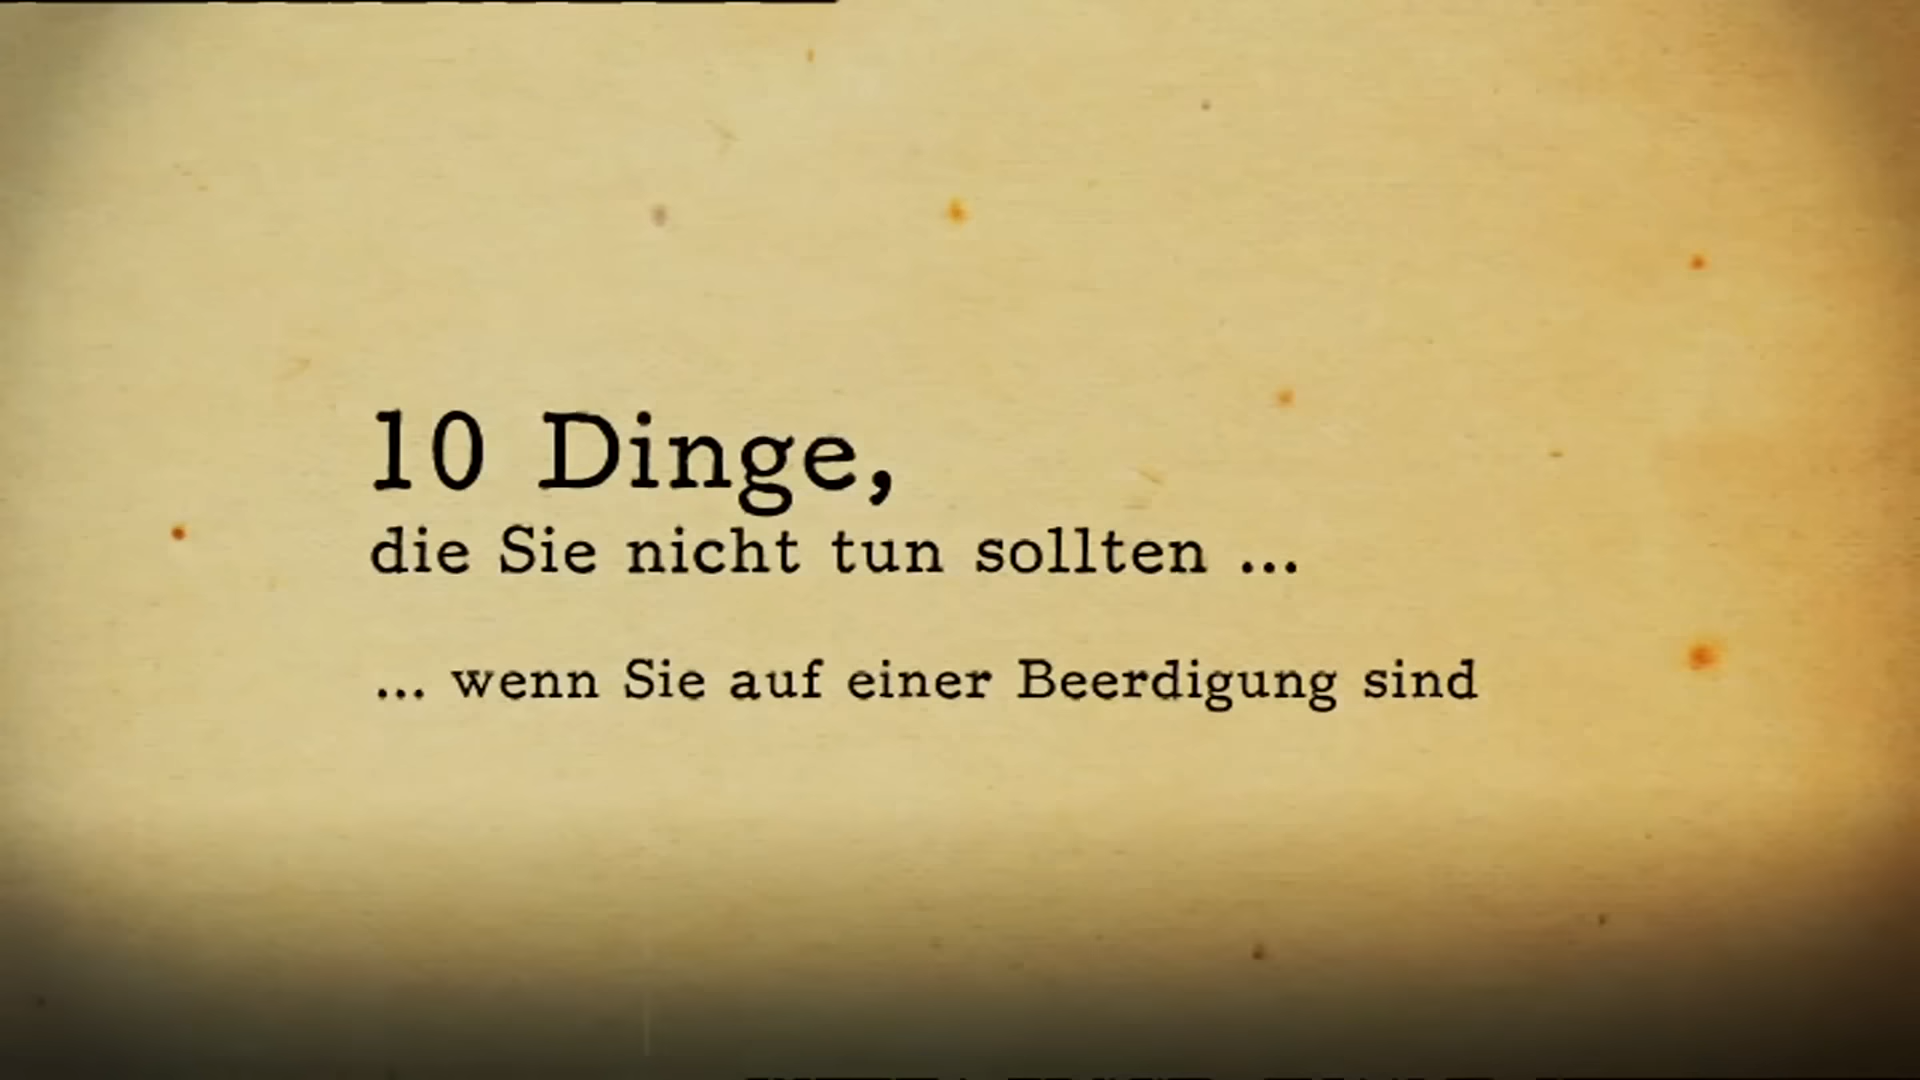 10 Dinge,
die Sie nicht tun sollten ...
... wenn Sie auf einer Beerdigung sind